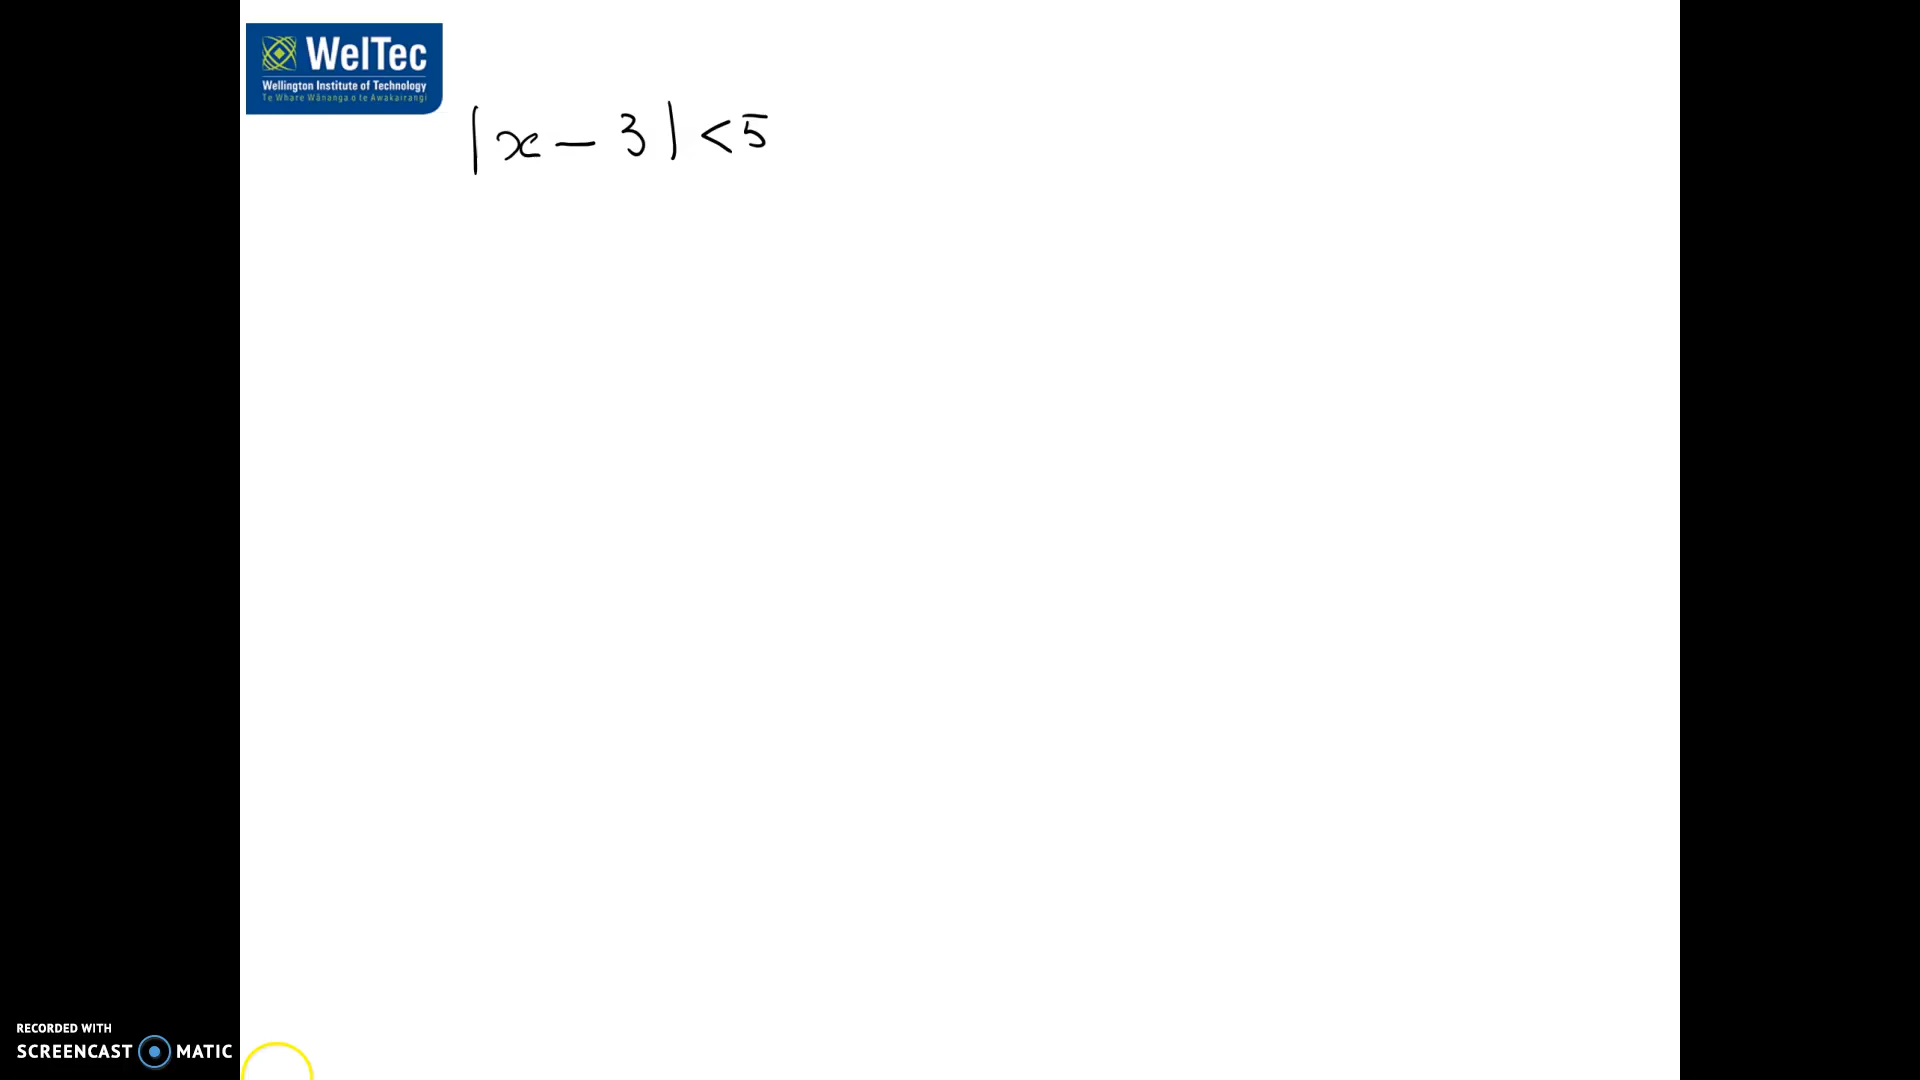 WelTec
Wellington Institute of Technology
Te Whare Wānanga o te Awakairangi
|x - 3| < 5
RECORDED WITH
SCREENCAST MATIC